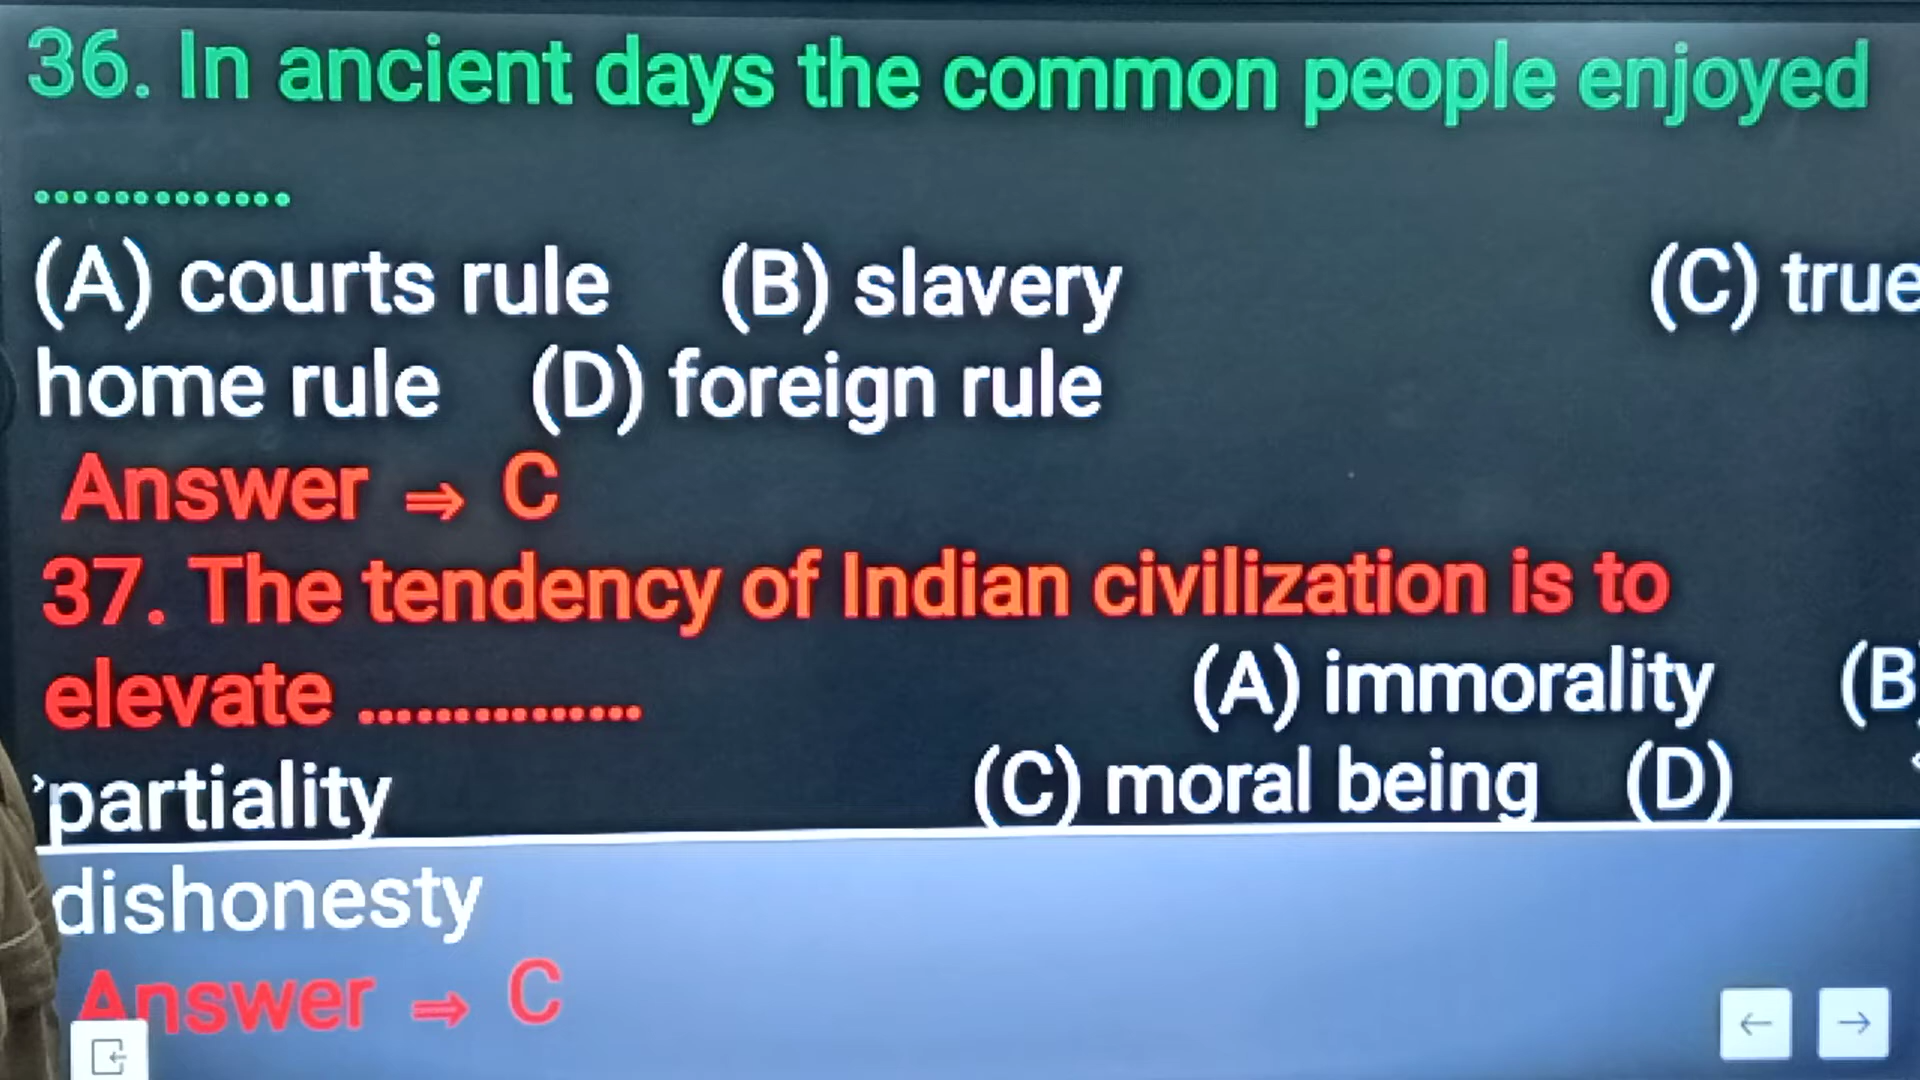 36. In ancient days the common people enjoyed
.............
(A) courts rule (B) slavery (C) true
home rule (D) foreign rule
Answer ⇒ C
37. The tendency of Indian civilization is to
elevate ............... (A) immorality (B)
partiality (C) moral being (D)
dishonesty
Answer ⇒ C